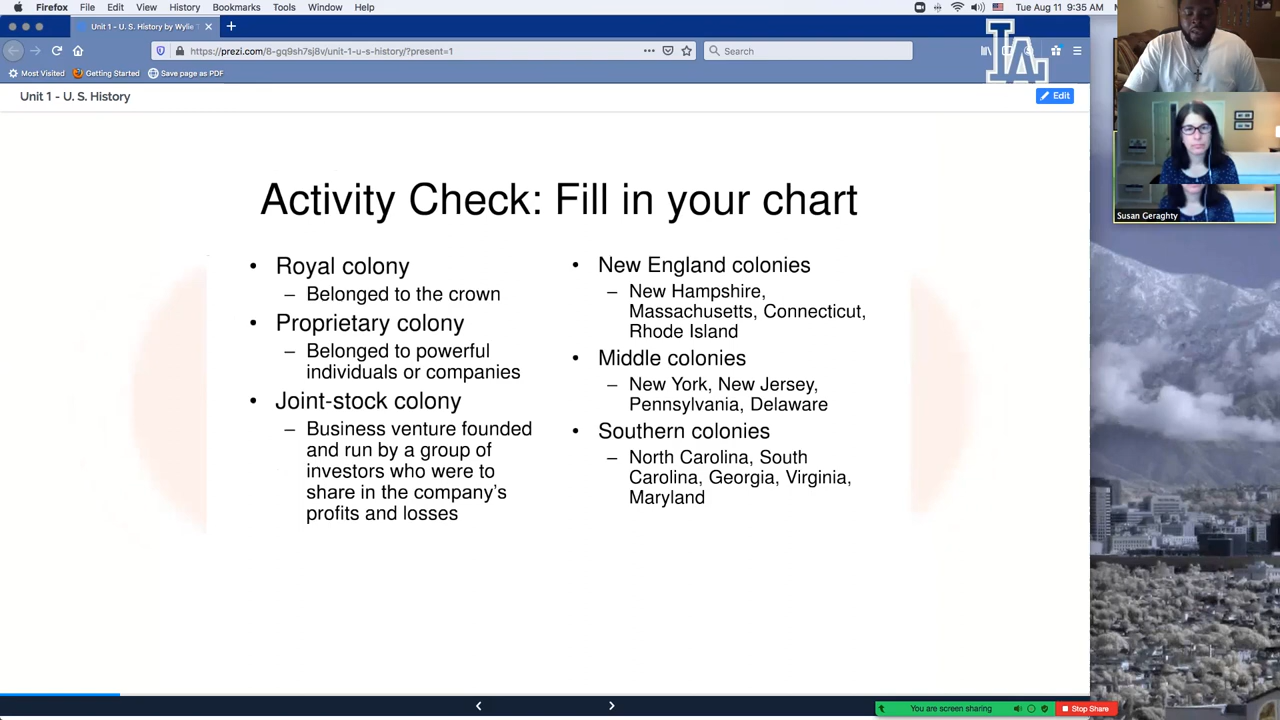 Firefox File Edit View History Bookmarks Tools Window Help Tue Aug 11 9:35 AM
Unit 1 - U. S. History by Wylie
https://prezi.com/8-gq9sh7sj8v/unit-1-u-s-history/?present=1
Search
LA
Most Visited Getting Started Save page as PDF
Unit 1 - U. S. History
Edit
Susan Geraghty
Activity Check: Fill in your chart
• Royal colony
– Belonged to the crown
• Proprietary colony
– Belonged to powerful
individuals or companies
• Joint-stock colony
– Business venture founded
and run by a group of
investors who were to
share in the company's
profits and losses
• New England colonies
– New Hampshire,
Massachusetts, Connecticut,
Rhode Island
• Middle colonies
– New York, New Jersey,
Pennsylvania, Delaware
• Southern colonies
– North Carolina, South
Carolina, Georgia, Virginia,
Maryland
You are screen sharing
Stop Share